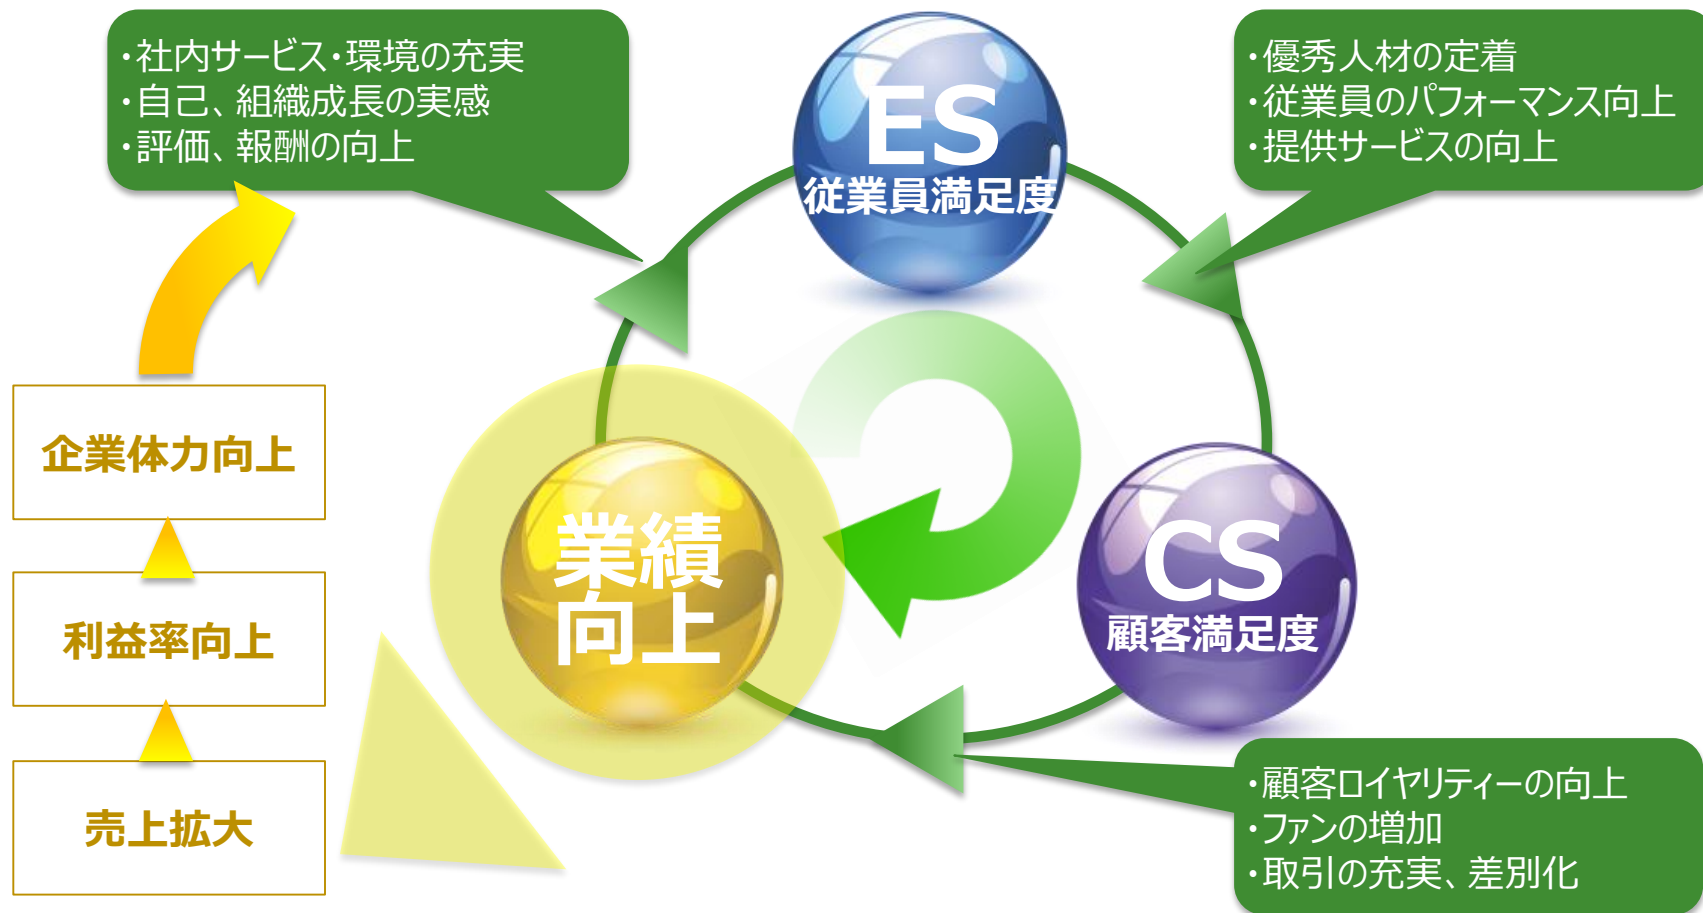 ・社内サービス・環境の充実
・自己、組織成長の実感
・評価、報酬の向上
ES
従業員満足度
・優秀人材の定着
・従業員のパフォーマンス向上
・提供サービスの向上
企業体力向上
利益率向上
売上拡大
業績
向上
CS
顧客満足度
・顧客ロイヤリティーの向上
・ファンの増加
・取引の充実、差別化